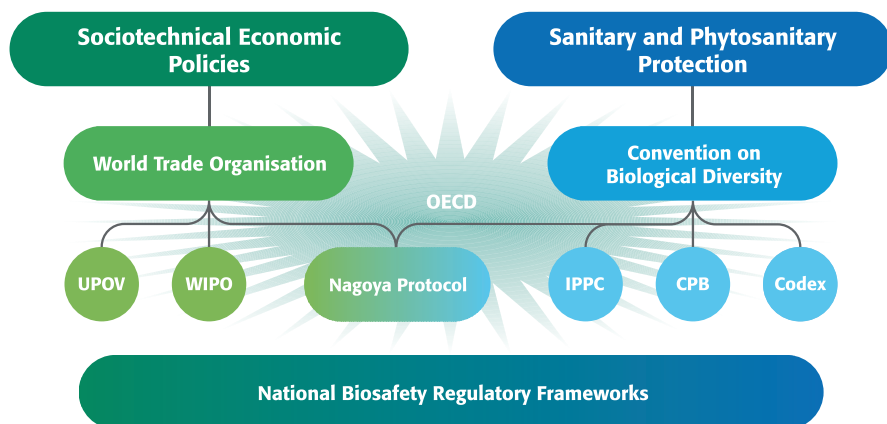 Sociotechnical Economic
Policies
Sanitary and Phytosanitary
Protection
World Trade Organisation
Convention on
Biological Diversity
OECD
UPOV
WIPO
Nagoya Protocol
IPPC
CPB
Codex
National Biosafety Regulatory Frameworks